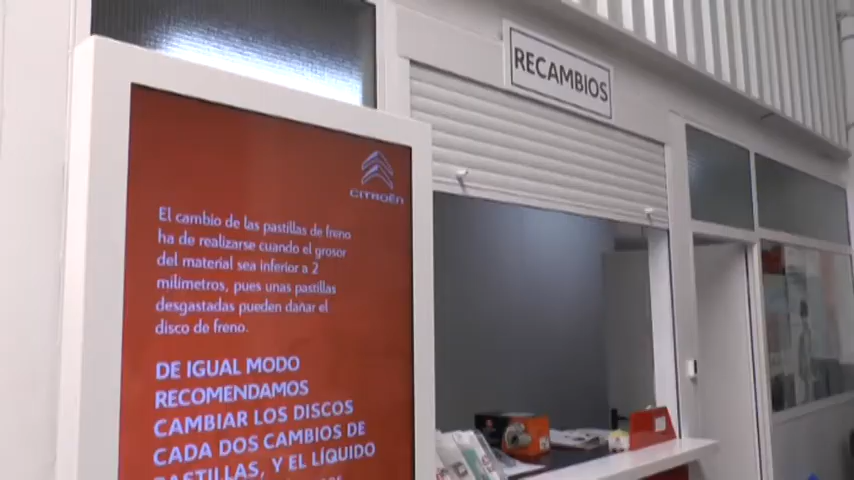 RECAMBIOS
CITROËN
El cambio de las pastillas de freno
ha de realizarse cuando el grosor
del material sea inferior a 2
milímetros, pues unas pastillas
desgastadas pueden dañar el
disco de freno.
DE IGUAL MODO
RECOMENDAMOS
CAMBIAR LOS DISCOS
CADA DOS CAMBIOS DE
PASTILLAS, Y EL LÍQUIDO